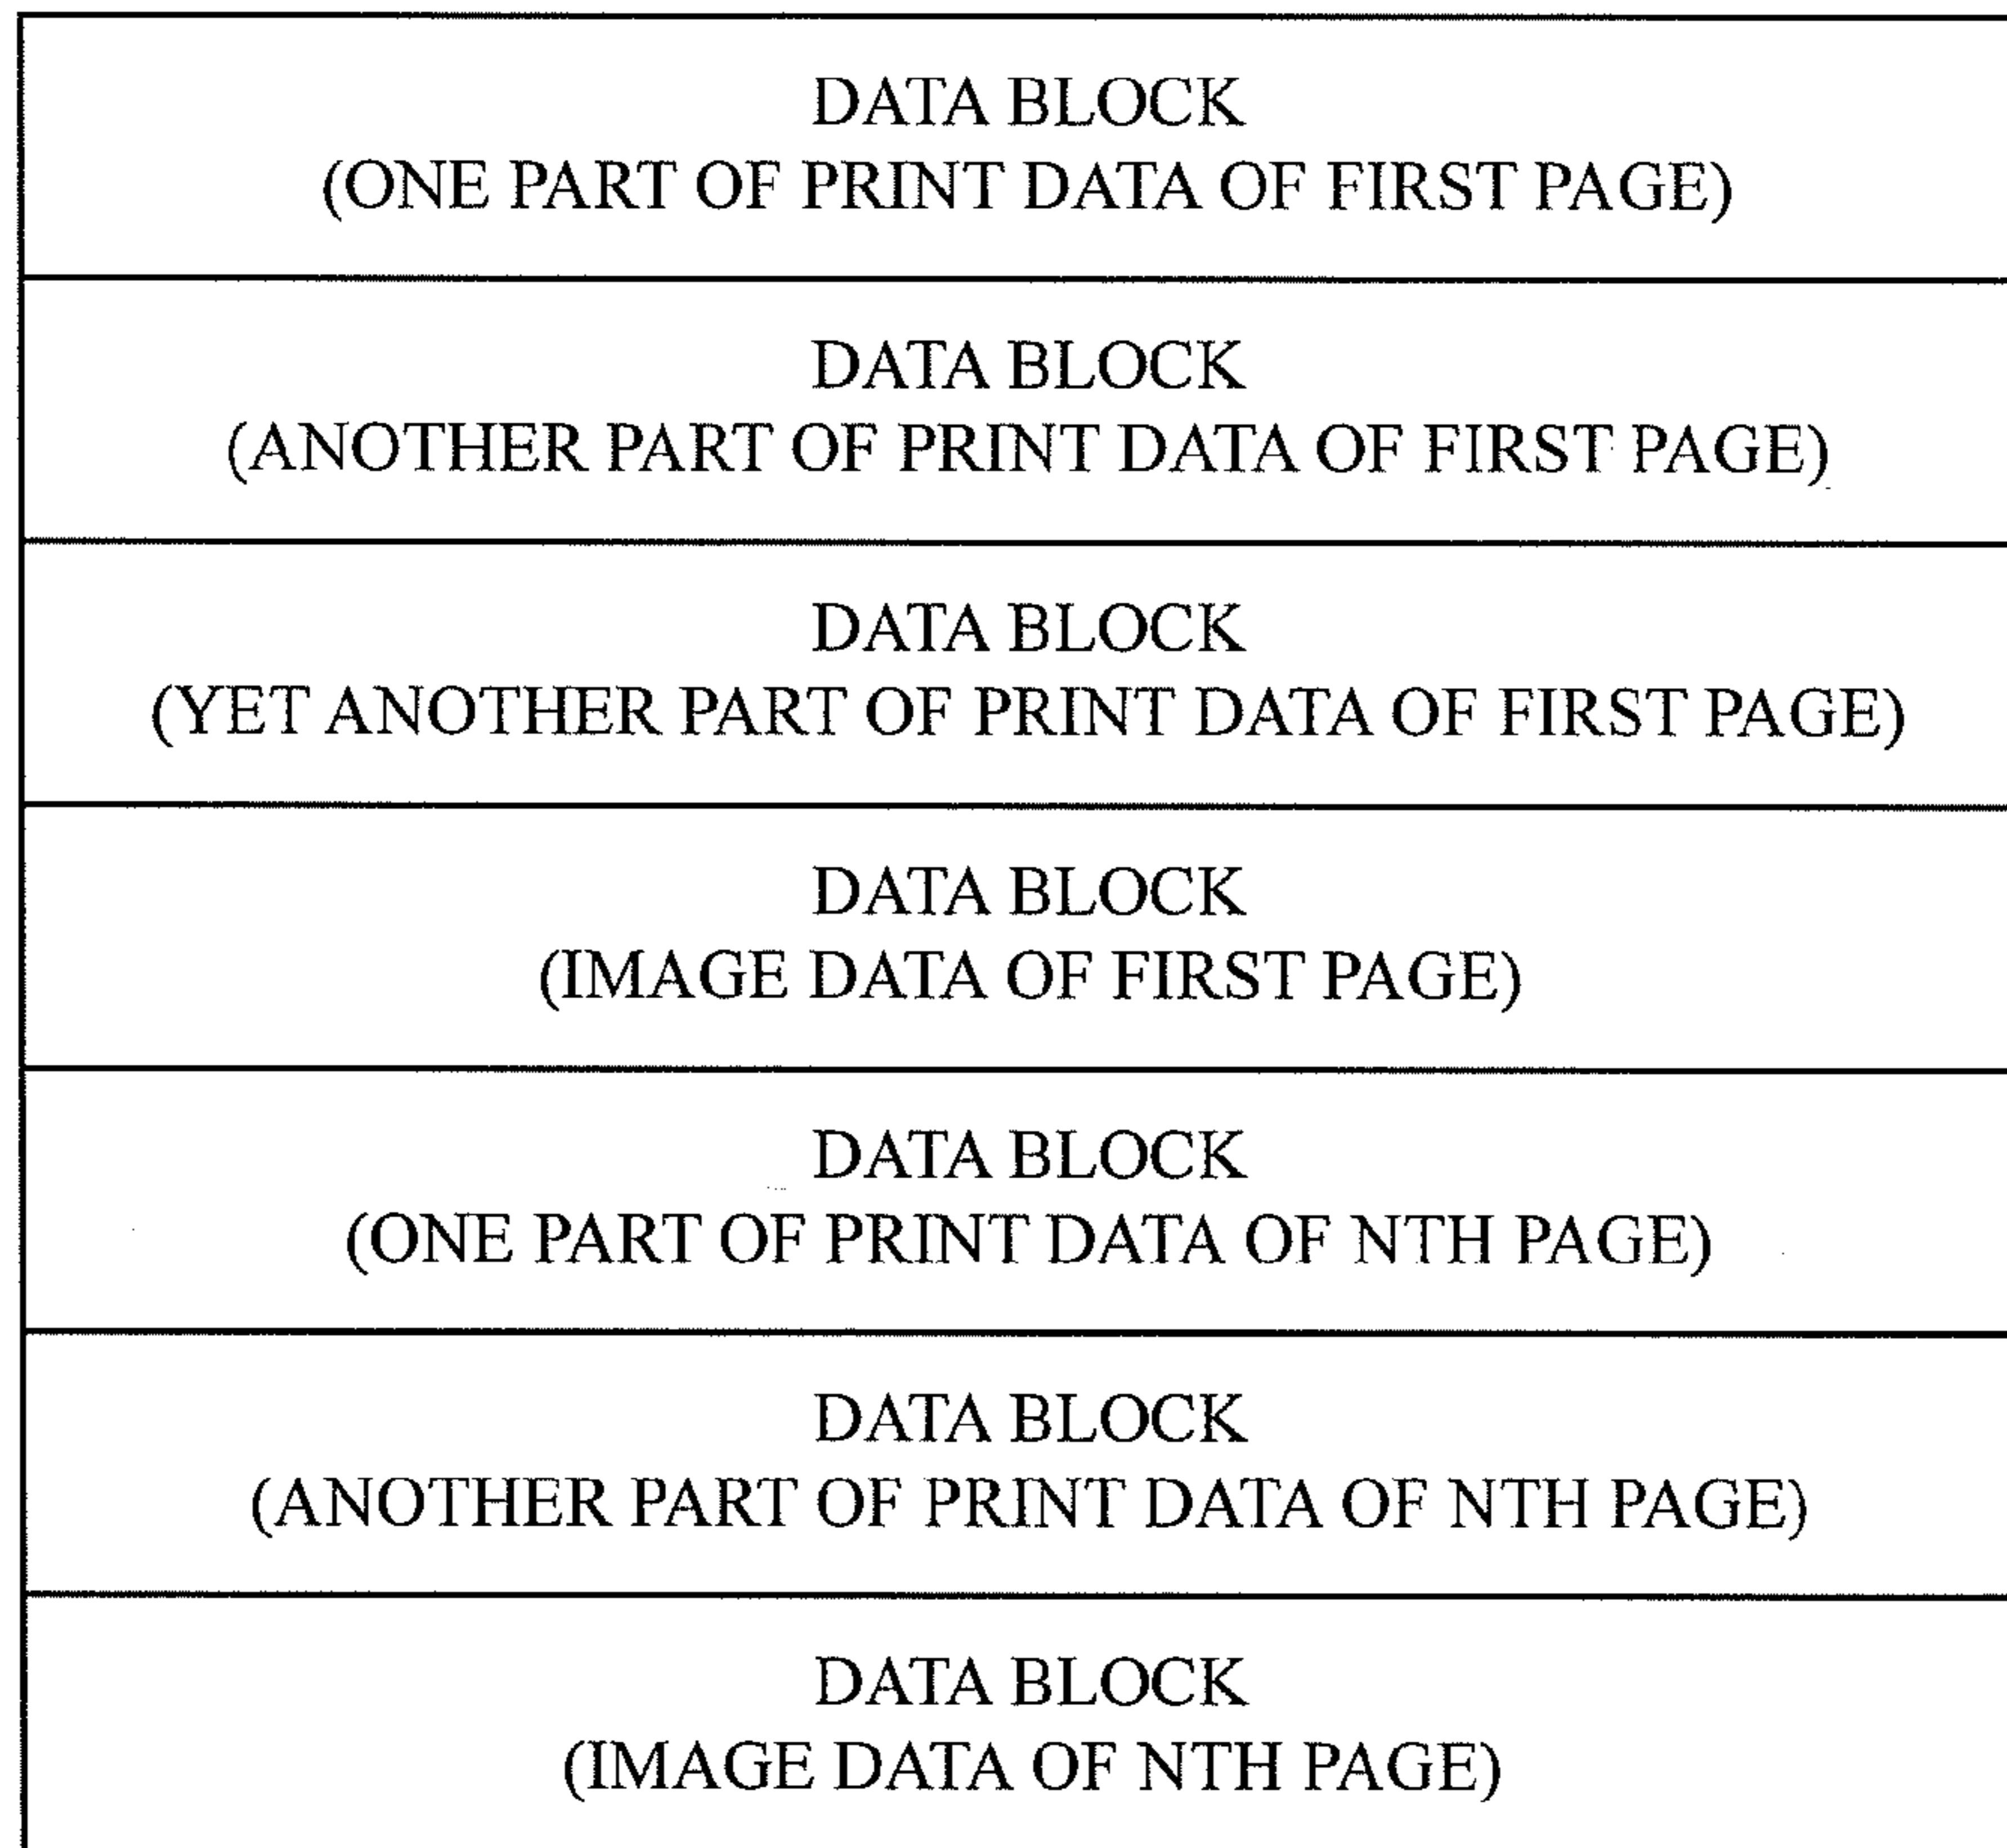 DATA BLOCK
(ONE PART OF PRINT DATA OF FIRST PAGE)
DATA BLOCK
(ANOTHER PART OF PRINT DATA OF FIRST PAGE)
DATA BLOCK
(YET ANOTHER PART OF PRINT DATA OF FIRST PAGE)
DATA BLOCK
(IMAGE DATA OF FIRST PAGE)
DATA BLOCK
(ONE PART OF PRINT DATA OF NTH PAGE)
DATA BLOCK
(ANOTHER PART OF PRINT DATA OF NTH PAGE)
DATA BLOCK
(IMAGE DATA OF NTH PAGE)